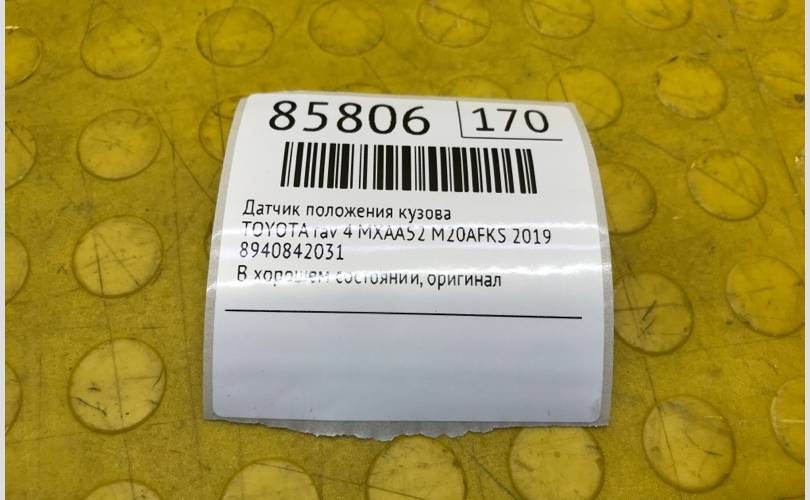 85806 170
Датчик положения кузова
TOYOTA rav 4 MXAA52 M20AFKS 2019
8940842031
В хорошем состоянии, оригинал